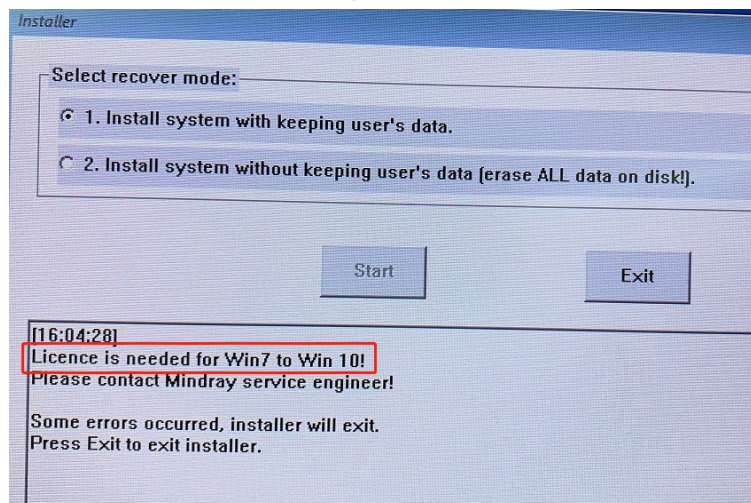 Installer
Select recover mode:
1. Install system with keeping user's data.
2. Install system without keeping user's data (erase ALL data on disk!).
Start
Exit
[16:04:28]
Licence is needed for Win7 to Win 10!
Please contact Mindray service engineer!
Some errors occurred, installer will exit.
Press Exit to exit installer.